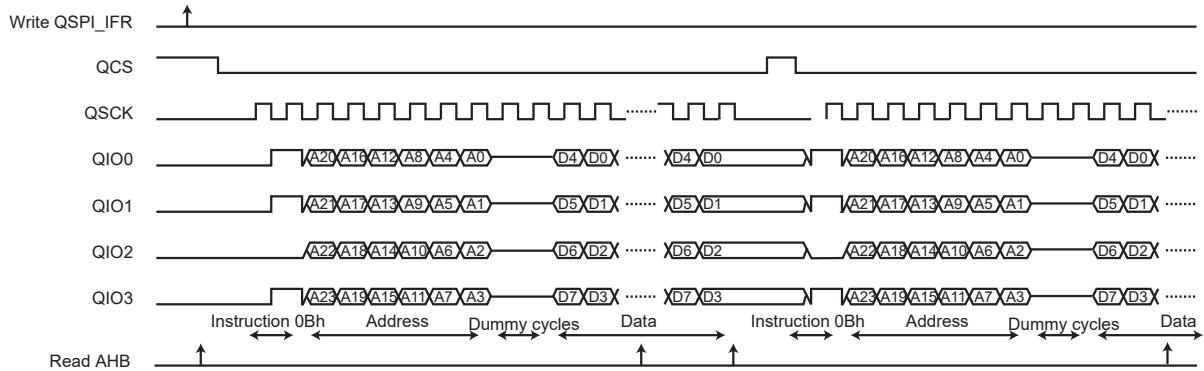 Write QSPI_IFR
QCS
QSCK
QIO0 A20 A16 A12 A8 A4 A0 D4 D0 D4 D0 A20 A16 A12 A8 A4 A0 D4 D0
QIO1 A21 A17 A13 A9 A5 A1 D5 D1 D5 D1 A21 A17 A13 A9 A5 A1 D5 D1
QIO2 A22 A18 A14 A10 A6 A2 D6 D2 D6 D2 A22 A18 A14 A10 A6 A2 D6 D2
QIO3 A23 A19 A15 A11 A7 A3 D7 D3 D7 D3 A23 A19 A15 A11 A7 A3 D7 D3
Instruction 0Bh Address Dummy cycles Data Instruction 0Bh Address Dummy cycles Data
Read AHB